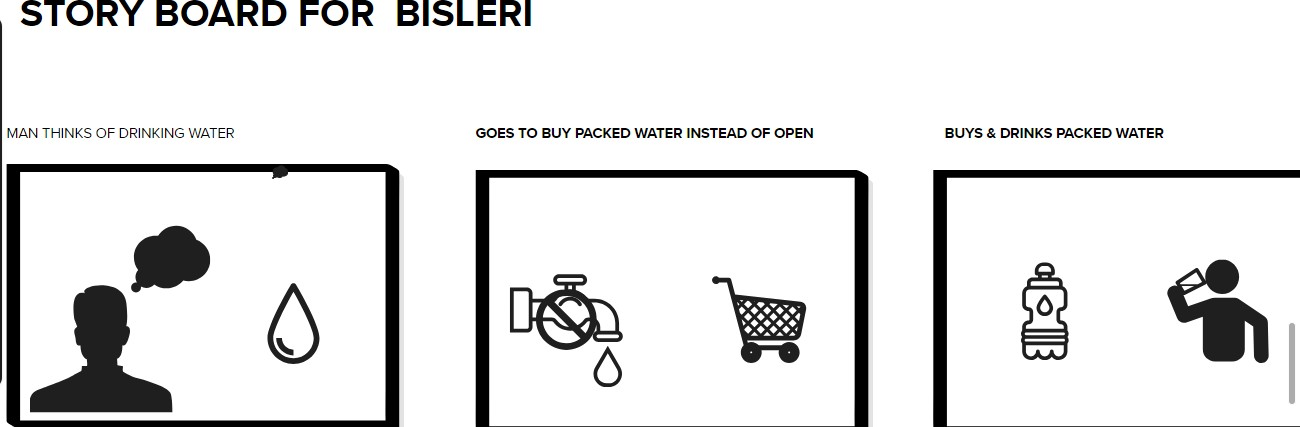 STORY BOARD FOR BISLERI
MAN THINKS OF DRINKING WATER
GOES TO BUY PACKED WATER INSTEAD OF OPEN
BUYS & DRINKS PACKED WATER